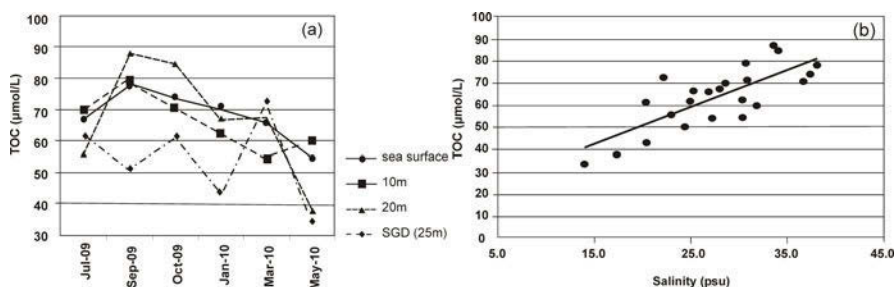 (a)
TOC (µmol/L)
100
90
80
70
60
50
40
30
Jul-09
Sep-09
Oct-09
Jan-10
Mar-10
May-10
sea surface
10m
20m
SGD (25m)
(b)
TOC (µmol/L)
100
90
80
70
60
50
40
30
20
10
0
5.0 15.0 25.0 35.0 45.0
Salinity (psu)